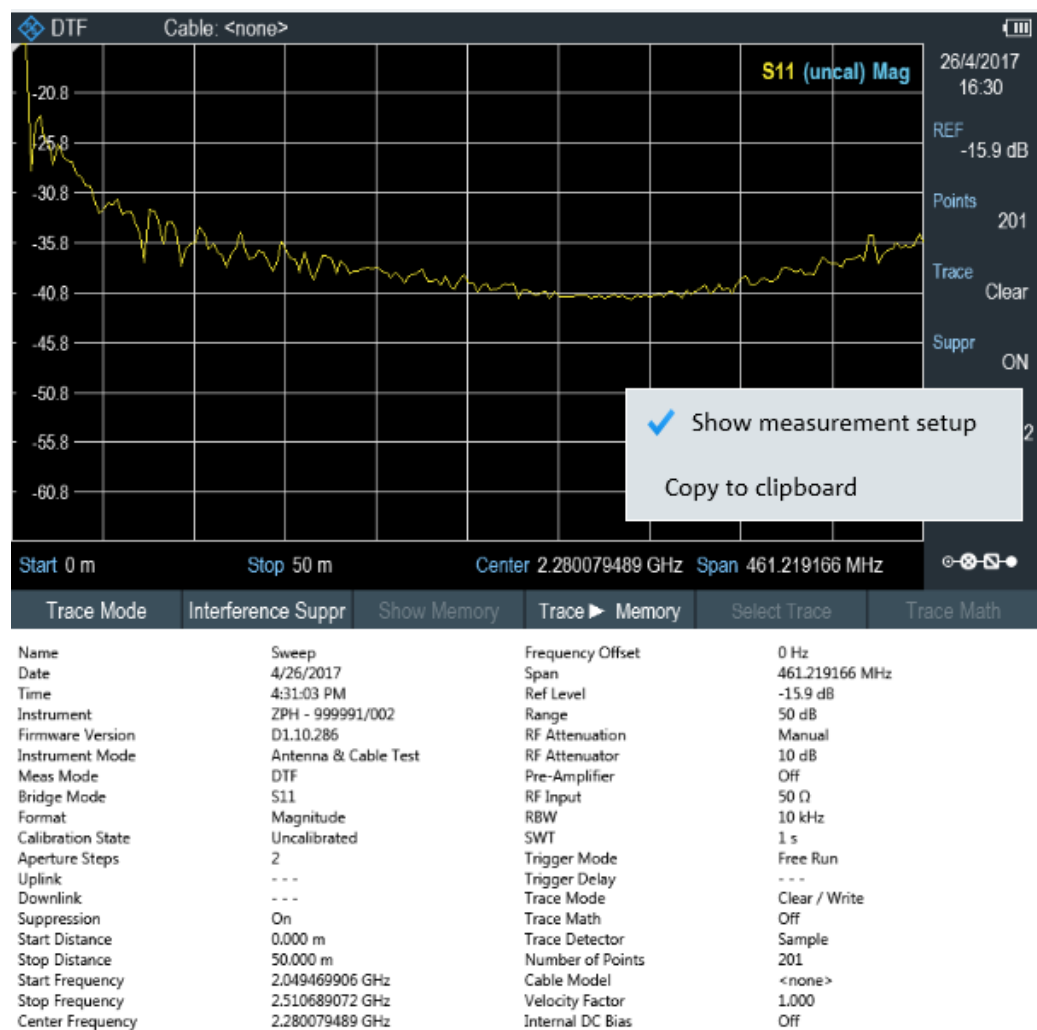 DTF Cable: <none>
S11 (uncal) Mag
26/4/2017
16:30
-20.8
REF
-15.9 dB
-25.8
-30.8
Points
201
-35.8
Trace
Clear
-40.8
-45.8
Suppr
ON
-50.8
Show measurement setup
2
-55.8
Copy to clipboard
-60.8
Start 0 m Stop 50 m Center 2.280079489 GHz Span 461.219166 MHz
Trace Mode Interference Suppr Show Memory Trace ► Memory Select Trace Trace Math
Name Sweep Frequency Offset 0 Hz
Date 4/26/2017 Span 461.219166 MHz
Time 4:31:03 PM Ref Level -15.9 dB
Instrument ZPH - 999991/002 Range 50 dB
Firmware Version D1.10.286 RF Attenuation Manual
Instrument Mode Antenna & Cable Test RF Attenuator 10 dB
Meas Mode DTF Pre-Amplifier Off
Bridge Mode S11 RF Input 50 Ω
Format Magnitude RBW 10 kHz
Calibration State Uncalibrated SWT 1 s
Aperture Steps 2 Trigger Mode Free Run
Uplink - - - Trigger Delay - - -
Downlink - - - Trace Mode Clear / Write
Suppression On Trace Math Off
Start Distance 0.000 m Trace Detector Sample
Stop Distance 50.000 m Number of Points 201
Start Frequency 2.049469906 GHz Cable Model <none>
Stop Frequency 2.510689072 GHz Velocity Factor 1.000
Center Frequency 2.280079489 GHz Internal DC Bias Off